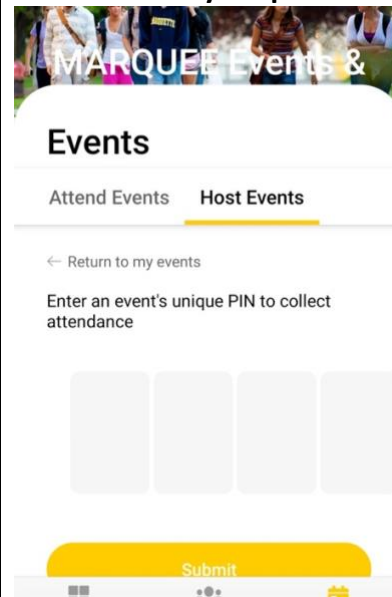 MARQUEE Events &
Events
Attend Events Host Events
← Return to my events
Enter an event's unique PIN to collect
attendance
Submit